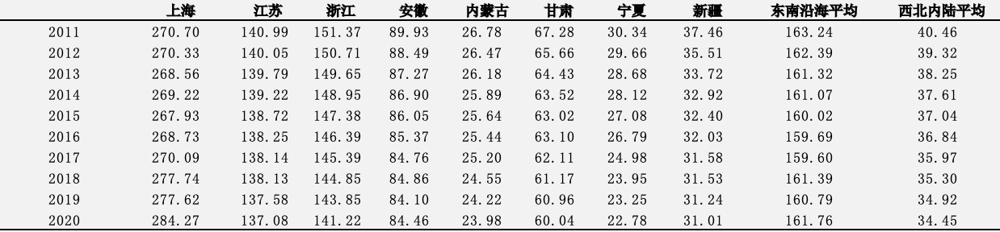 上海 江苏 浙江 安徽 内蒙古 甘肃 宁夏 新疆 东南沿海平均 西北内陆平均
2011 270.70 140.99 151.37 89.93 26.78 67.28 30.34 37.46 163.24 40.46
2012 270.33 140.05 150.71 88.49 26.47 65.66 29.66 35.51 162.39 39.32
2013 268.56 139.79 149.65 87.27 26.18 64.43 28.68 33.72 161.32 38.25
2014 269.22 139.22 148.95 86.90 25.89 63.52 28.12 32.92 161.07 37.61
2015 267.93 138.72 147.38 86.05 25.64 63.02 27.08 32.40 160.02 37.04
2016 268.73 138.25 146.39 85.37 25.44 63.10 26.79 32.03 159.69 36.84
2017 270.09 138.14 145.39 84.76 25.20 62.11 24.98 31.58 159.60 35.97
2018 277.74 138.13 144.85 84.86 24.55 61.17 23.95 31.53 161.39 35.30
2019 277.62 137.58 143.85 84.10 24.22 60.96 23.25 31.24 160.79 34.92
2020 284.27 137.08 141.22 84.46 23.98 60.04 22.78 31.01 161.76 34.45